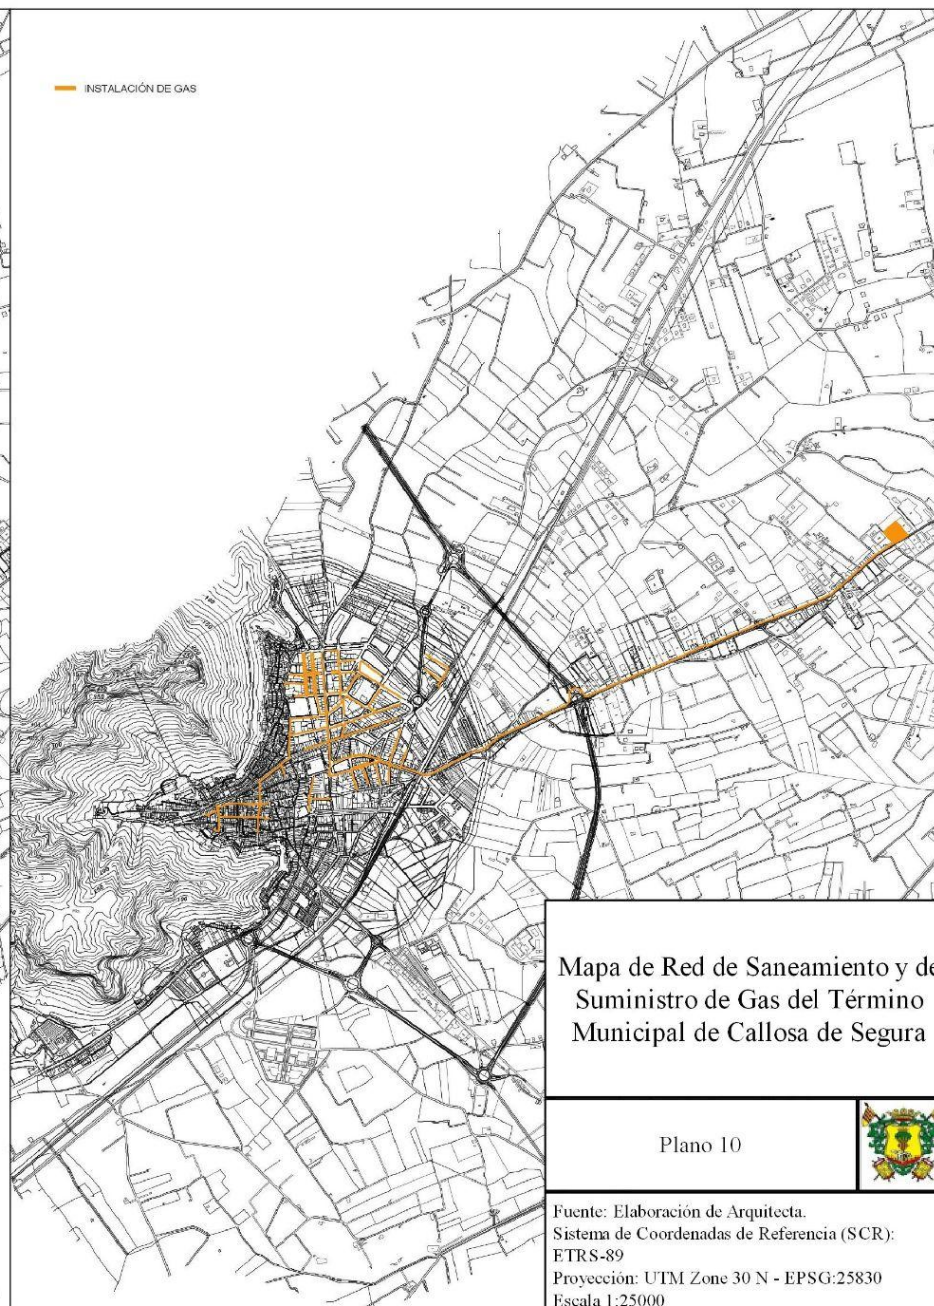 INSTALACIÓN DE GAS
Mapa de Red de Saneamiento y de
Suministro de Gas del Término
Municipal de Callosa de Segura
Plano 10
Fuente: Elaboración de Arquitecta.
Sistema de Coordenadas de Referencia (SCR):
ETRS-89
Proyección: UTM Zone 30 N - EPSG:25830
Escala 1:25000